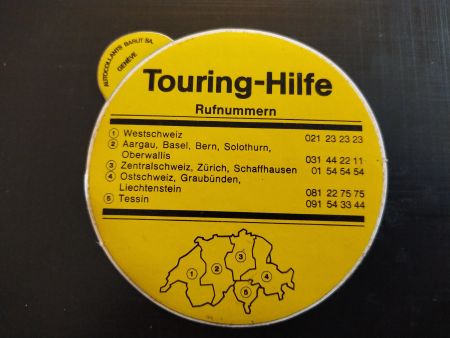 AUTOCOLLANTS BARUT SA,
GENÈVE
Touring-Hilfe
Rufnummern
① Westschweiz 021 23 23 23
② Aargau, Basel, Bern, Solothurn,
Oberwallis 031 44 22 11
③ Zentralschweiz, Zürich, Schaffhausen 01 54 54 54
④ Ostschweiz, Graubünden,
Liechtenstein 081 22 75 75
⑤ Tessin 091 54 33 44
① ② ③ ④
⑤